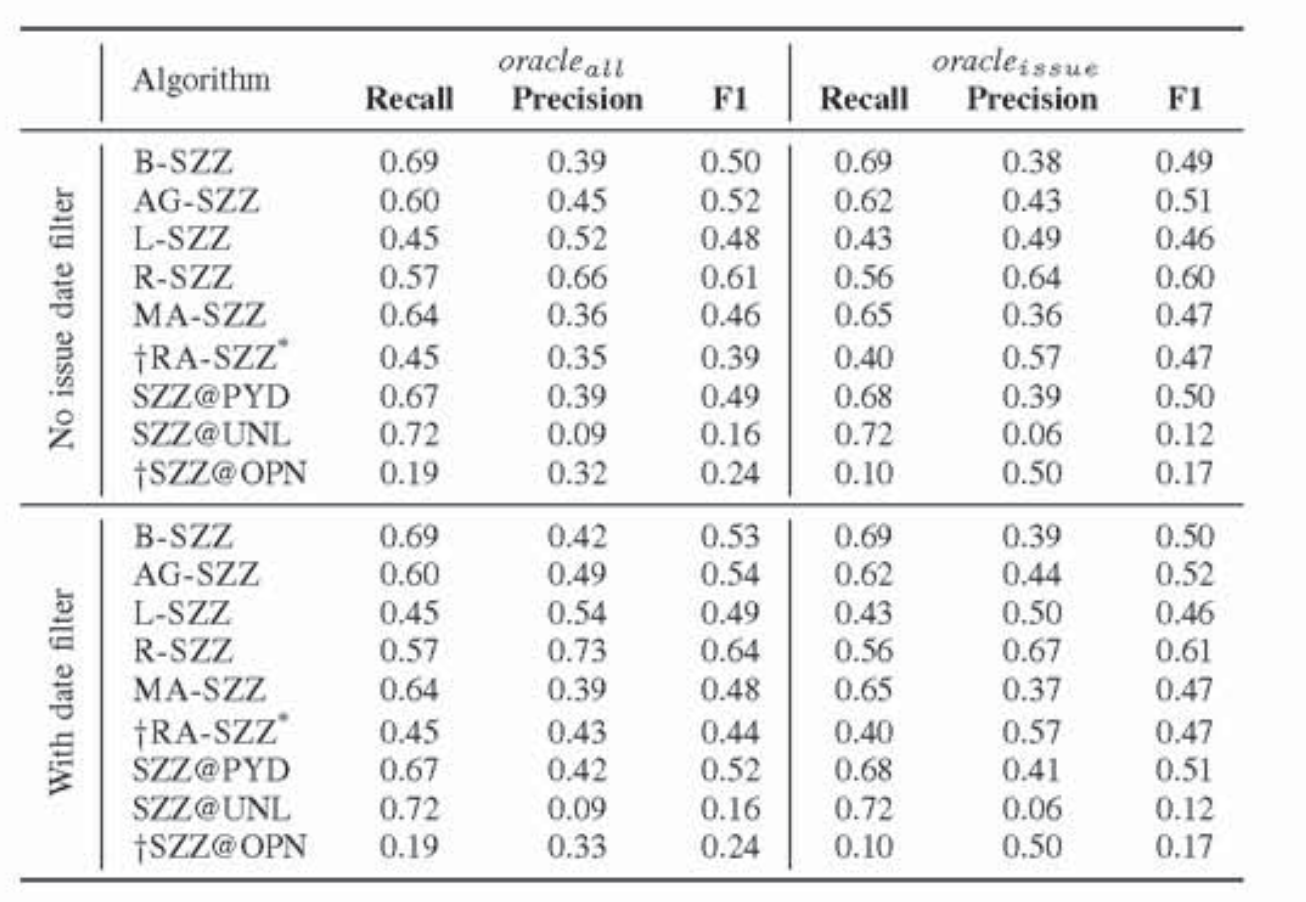 oracle_all oracle_issue
Algorithm Recall Precision F1 Recall Precision F1
No issue date filter
B-SZZ 0.69 0.39 0.50 0.69 0.38 0.49
AG-SZZ 0.60 0.45 0.52 0.62 0.43 0.51
L-SZZ 0.45 0.52 0.48 0.43 0.49 0.46
R-SZZ 0.57 0.66 0.61 0.56 0.64 0.60
MA-SZZ 0.64 0.36 0.46 0.65 0.36 0.47
†RA-SZZ* 0.45 0.35 0.39 0.40 0.57 0.47
SZZ@PYD 0.67 0.39 0.49 0.68 0.39 0.50
SZZ@UNL 0.72 0.09 0.16 0.72 0.06 0.12
†SZZ@OPN 0.19 0.32 0.24 0.10 0.50 0.17
With date filter
B-SZZ 0.69 0.42 0.53 0.69 0.39 0.50
AG-SZZ 0.60 0.49 0.54 0.62 0.44 0.52
L-SZZ 0.45 0.54 0.49 0.43 0.50 0.46
R-SZZ 0.57 0.73 0.64 0.56 0.67 0.61
MA-SZZ 0.64 0.39 0.48 0.65 0.37 0.47
†RA-SZZ* 0.45 0.43 0.44 0.40 0.57 0.47
SZZ@PYD 0.67 0.42 0.52 0.68 0.41 0.51
SZZ@UNL 0.72 0.09 0.16 0.72 0.06 0.12
†SZZ@OPN 0.19 0.33 0.24 0.10 0.50 0.17